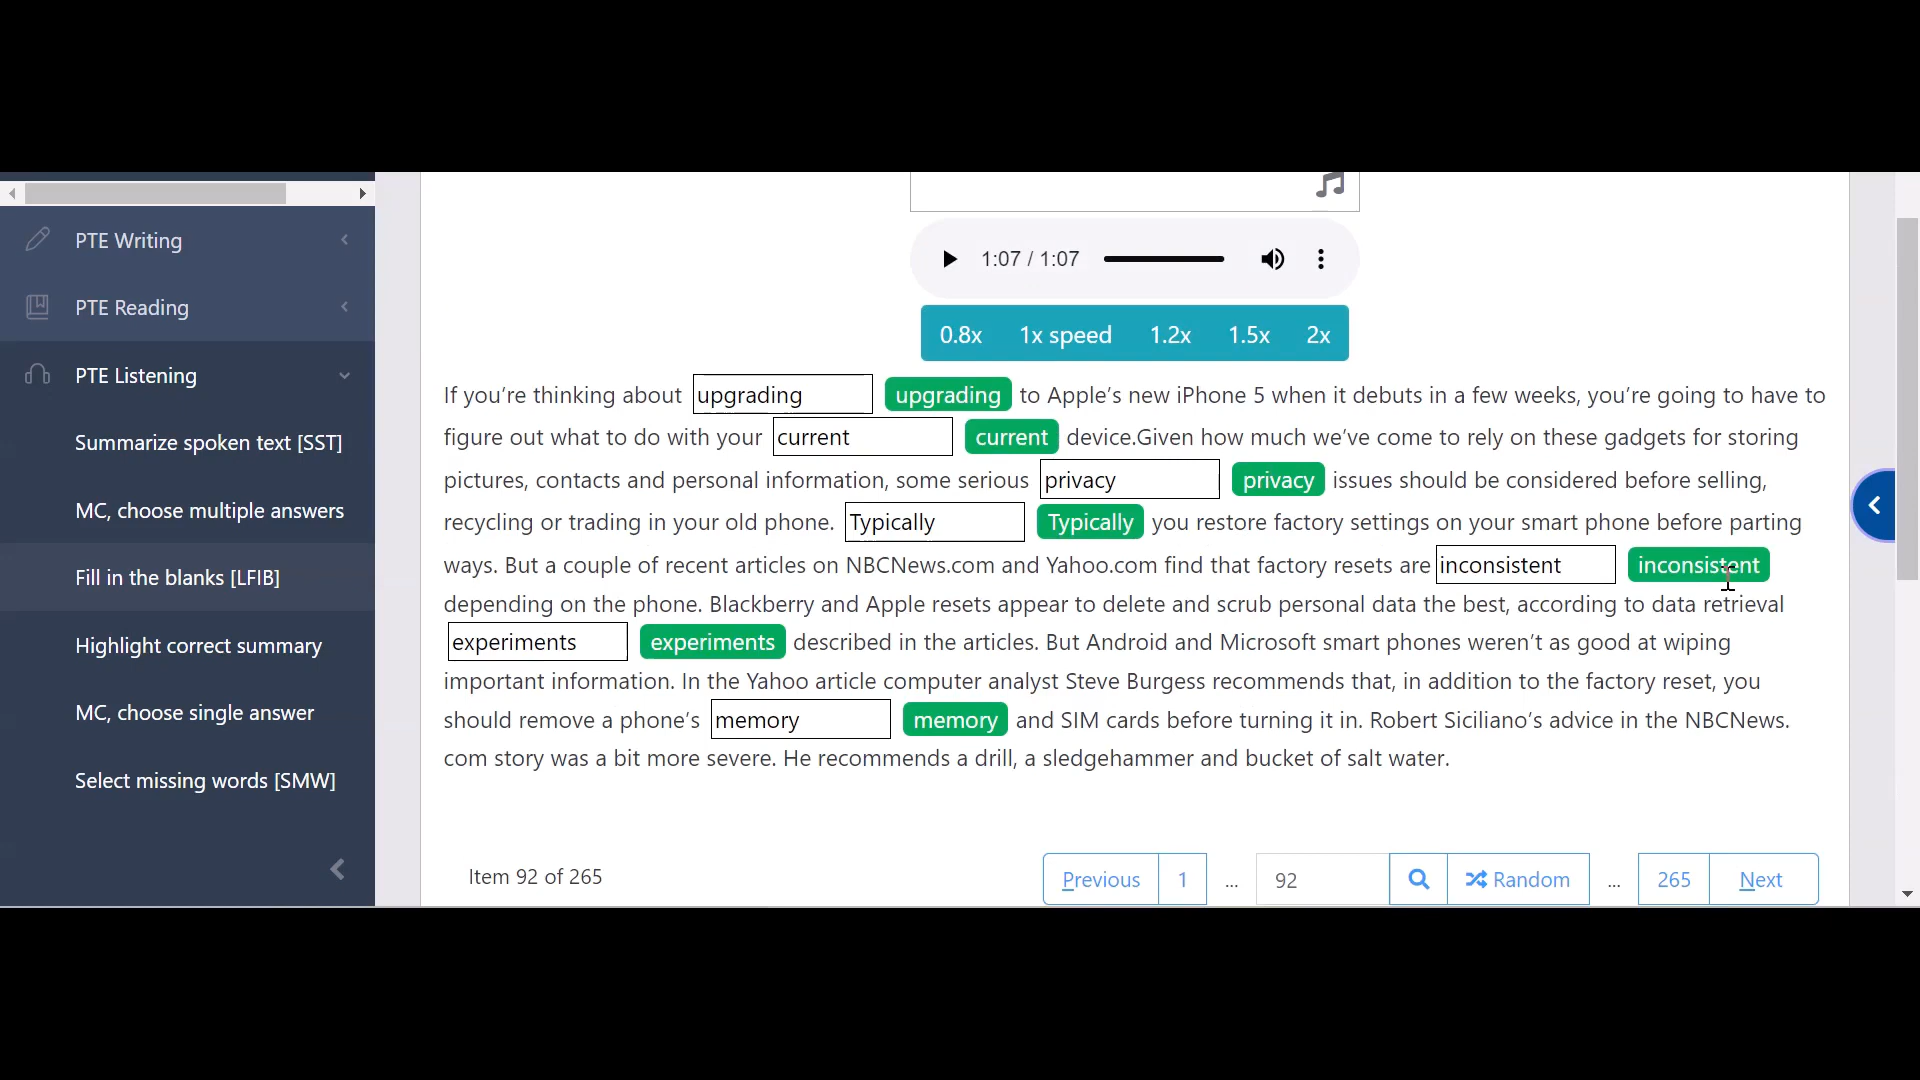 PTE Writing
PTE Reading
PTE Listening
Summarize spoken text [SST]
MC, choose multiple answers
Fill in the blanks [LFIB]
Highlight correct summary
MC, choose single answer
Select missing words [SMW]
1:07 / 1:07
0.8x 1x speed 1.2x 1.5x 2x
If you’re thinking about upgrading upgrading to Apple’s new iPhone 5 when it debuts in a few weeks, you’re going to have to
figure out what to do with your current current device.Given how much we’ve come to rely on these gadgets for storing
pictures, contacts and personal information, some serious privacy privacy issues should be considered before selling,
recycling or trading in your old phone. Typically Typically you restore factory settings on your smart phone before parting
ways. But a couple of recent articles on NBCNews.com and Yahoo.com find that factory resets are inconsistent inconsistent
depending on the phone. Blackberry and Apple resets appear to delete and scrub personal data the best, according to data retrieval
experiments experiments described in the articles. But Android and Microsoft smart phones weren’t as good at wiping
important information. In the Yahoo article computer analyst Steve Burgess recommends that, in addition to the factory reset, you
should remove a phone’s memory memory and SIM cards before turning it in. Robert Siciliano’s advice in the NBCNews.
com story was a bit more severe. He recommends a drill, a sledgehammer and bucket of salt water.
Item 92 of 265
Previous 1 ... 92 Random ... 265 Next